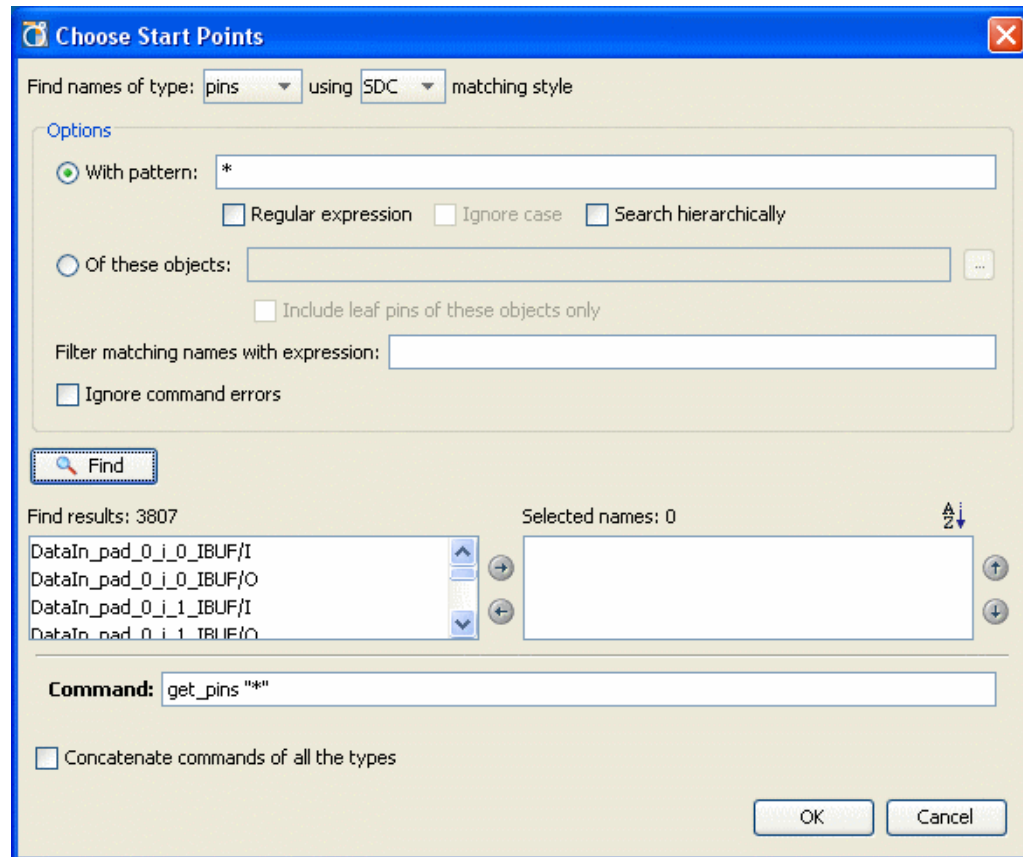 Choose Start Points
Find names of type: pins using SDC matching style
Options
With pattern: *
Regular expression Ignore case Search hierarchically
Of these objects: ...
Include leaf pins of these objects only
Filter matching names with expression:
Ignore command errors
Find
Find results: 3807 Selected names: 0 AZ
DataIn_pad_0_i_0_IBUF/I
DataIn_pad_0_i_0_IBUF/O
DataIn_pad_0_i_1_IBUF/I
DataIn_pad_0_i_1_IBUF/O
Command: get_pins "*"
Concatenate commands of all the types
OK Cancel